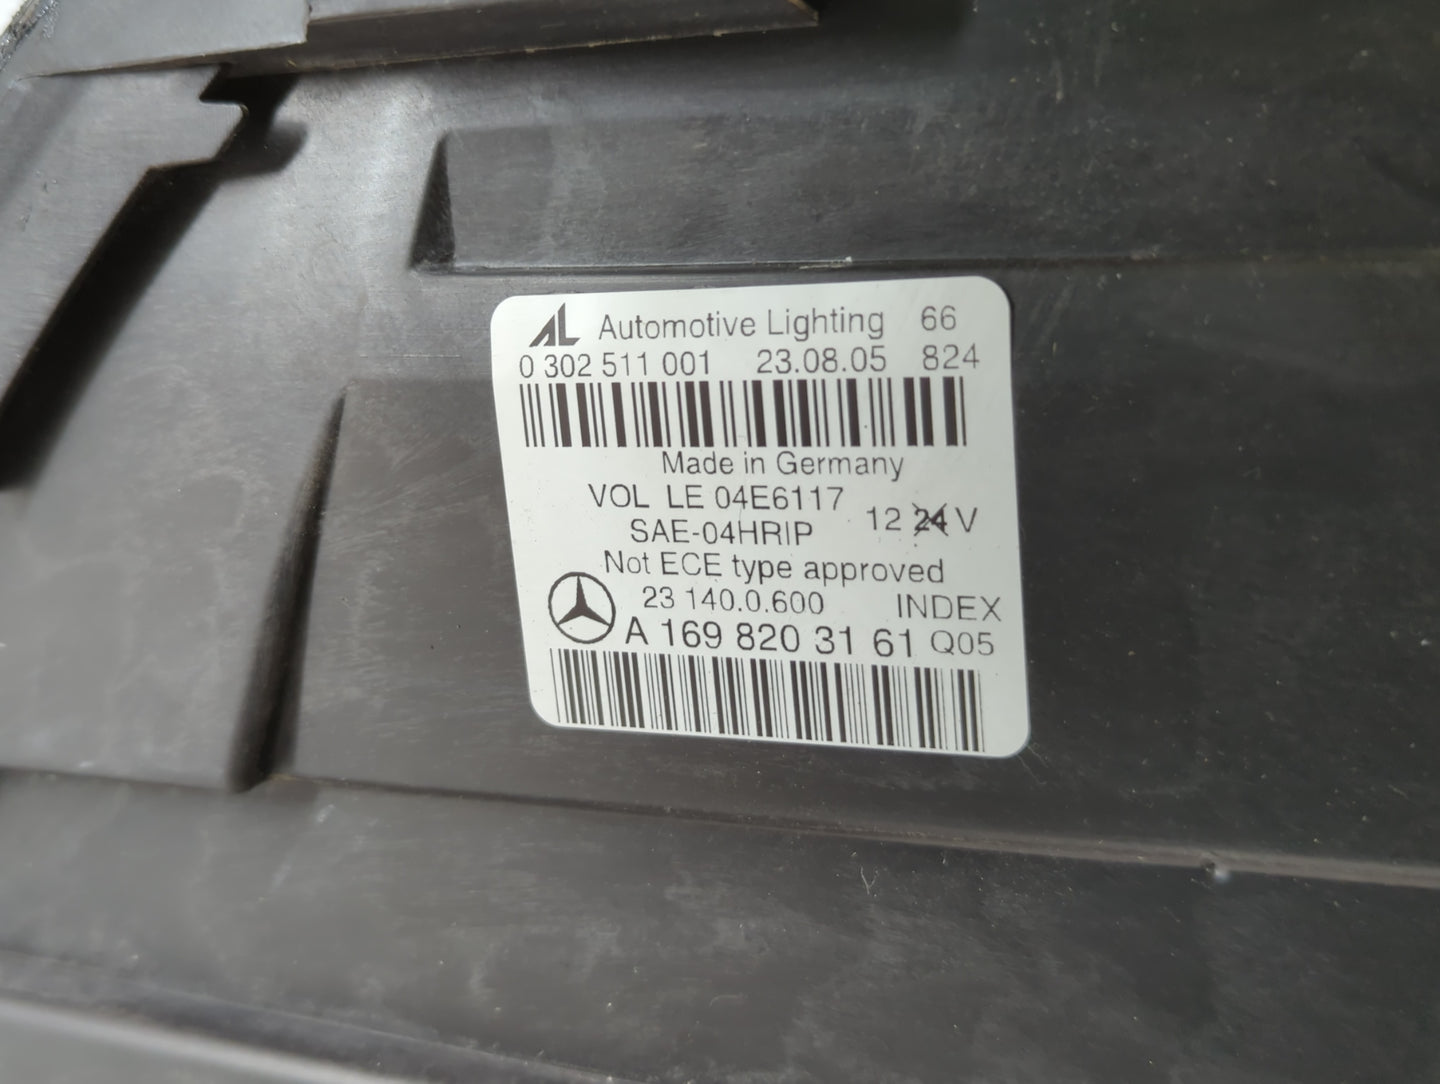 AL Automotive Lighting 66
0 302 511 001 23.08.05 824
Made in Germany
VOL LE 04E6117
SAE-04HRIP 12 24 V
Not ECE type approved
23 140.0.600 INDEX
A 169 820 31 61 Q05